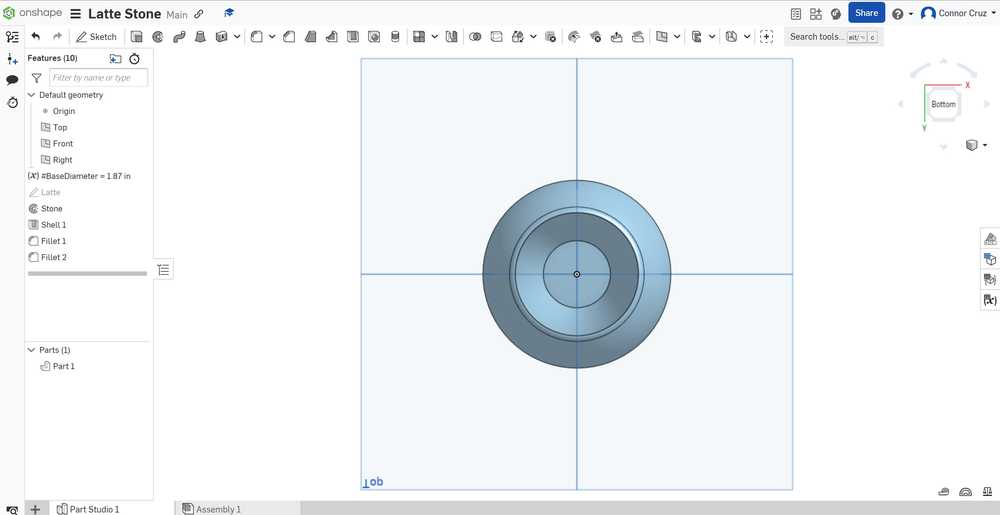 onshape Latte Stone Main Share Connor Cruz
Sketch Search tools... alt/⌥ c
Features (10)
Filter by name or type
Default geometry
Origin
Top
Front
Right
(x) #BaseDiameter = 1.87 in
Latte
Stone
Shell 1
Fillet 1
Fillet 2
Parts (1)
Part 1
X
Bottom
Y
Top
Part Studio 1 Assembly 1